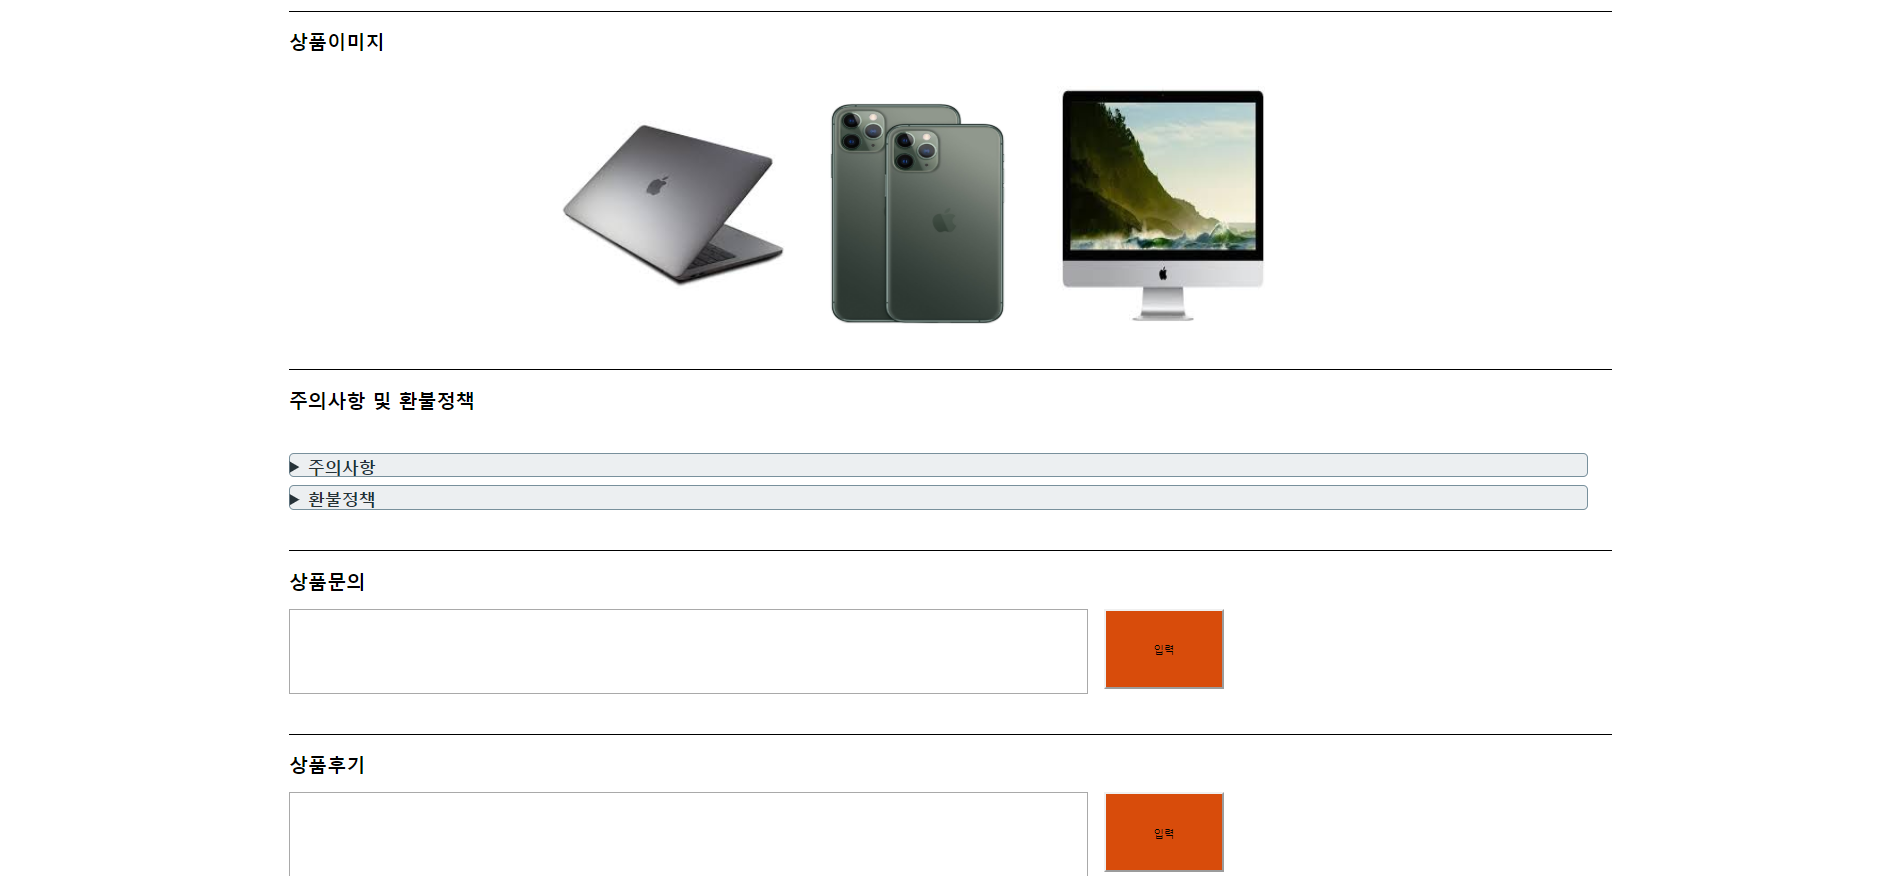 상품이미지
주의사항 및 환불정책
▶ 주의사항
▶ 환불정책
상품문의
입력
상품후기
입력